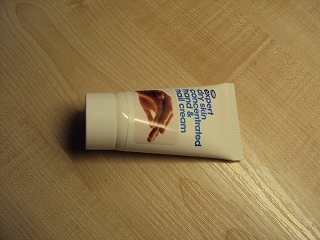 expert
dry skin
concentrated
hand &
nail cream